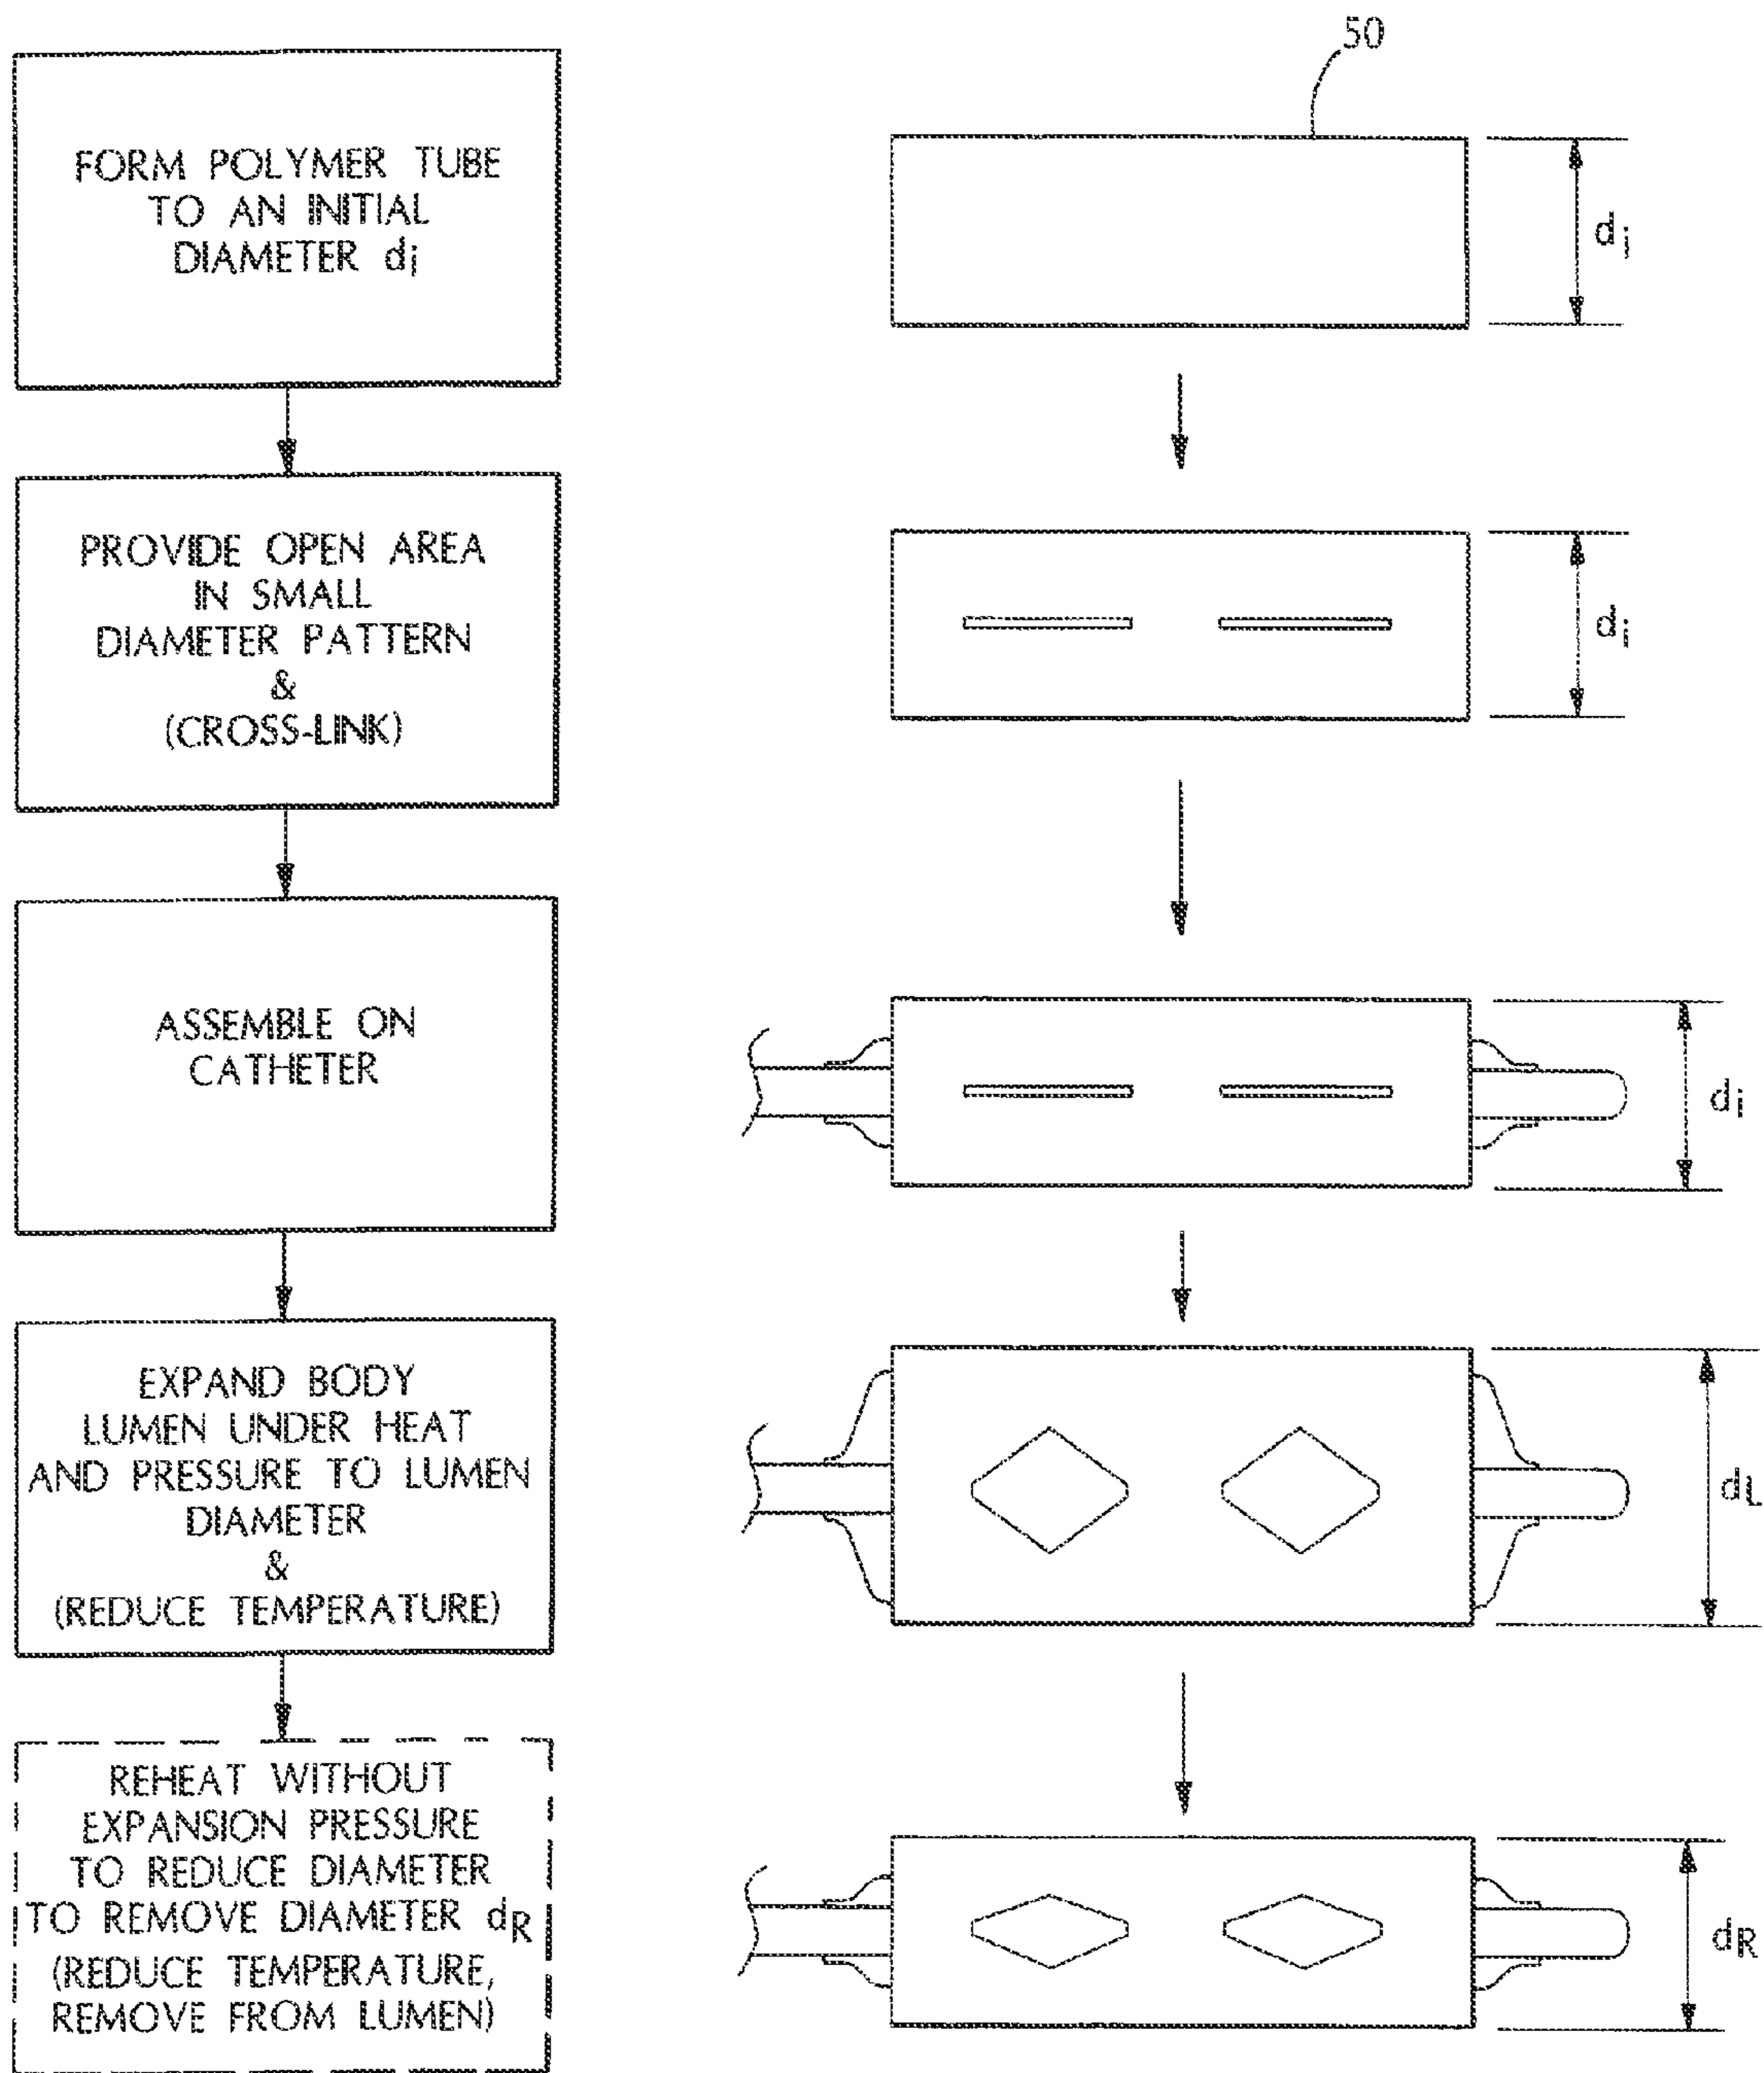 50
FORM POLYMER TUBE
TO AN INITIAL
DIAMETER di
di
PROVIDE OPEN AREA
IN SMALL
DIAMETER PATTERN
&
(CROSS-LINK)
di
ASSEMBLE ON
CATHETER
di
EXPAND BODY
LUMEN UNDER HEAT
AND PRESSURE TO LUMEN
DIAMETER
&
(REDUCE TEMPERATURE)
dL
REHEAT WITHOUT
EXPANSION PRESSURE
TO REDUCE DIAMETER
TO REMOVE DIAMETER dR
(REDUCE TEMPERATURE,
REMOVE FROM LUMEN)
dR